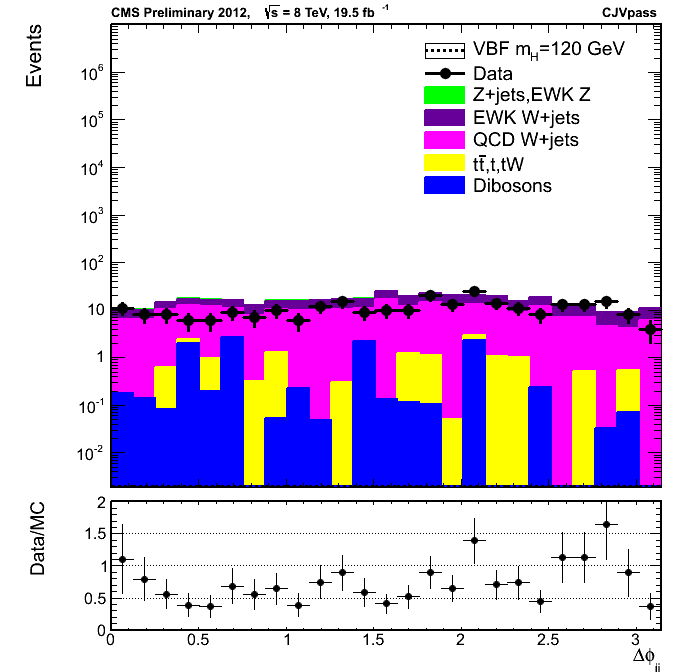 CMS Preliminary 2012, √s = 8 TeV, 19.5 fb⁻¹ CJVpass
Events
VBF m_H=120 GeV
Data
Z+jets,EWK Z
EWK W+jets
QCD W+jets
tt̄,t,tW
Dibosons
10⁶
10⁵
10⁴
10³
10²
10
1
10⁻¹
10⁻²
Data/MC
2
1.5
1
0.5
0
0 0.5 1 1.5 2 2.5 3
Δϕ_jj